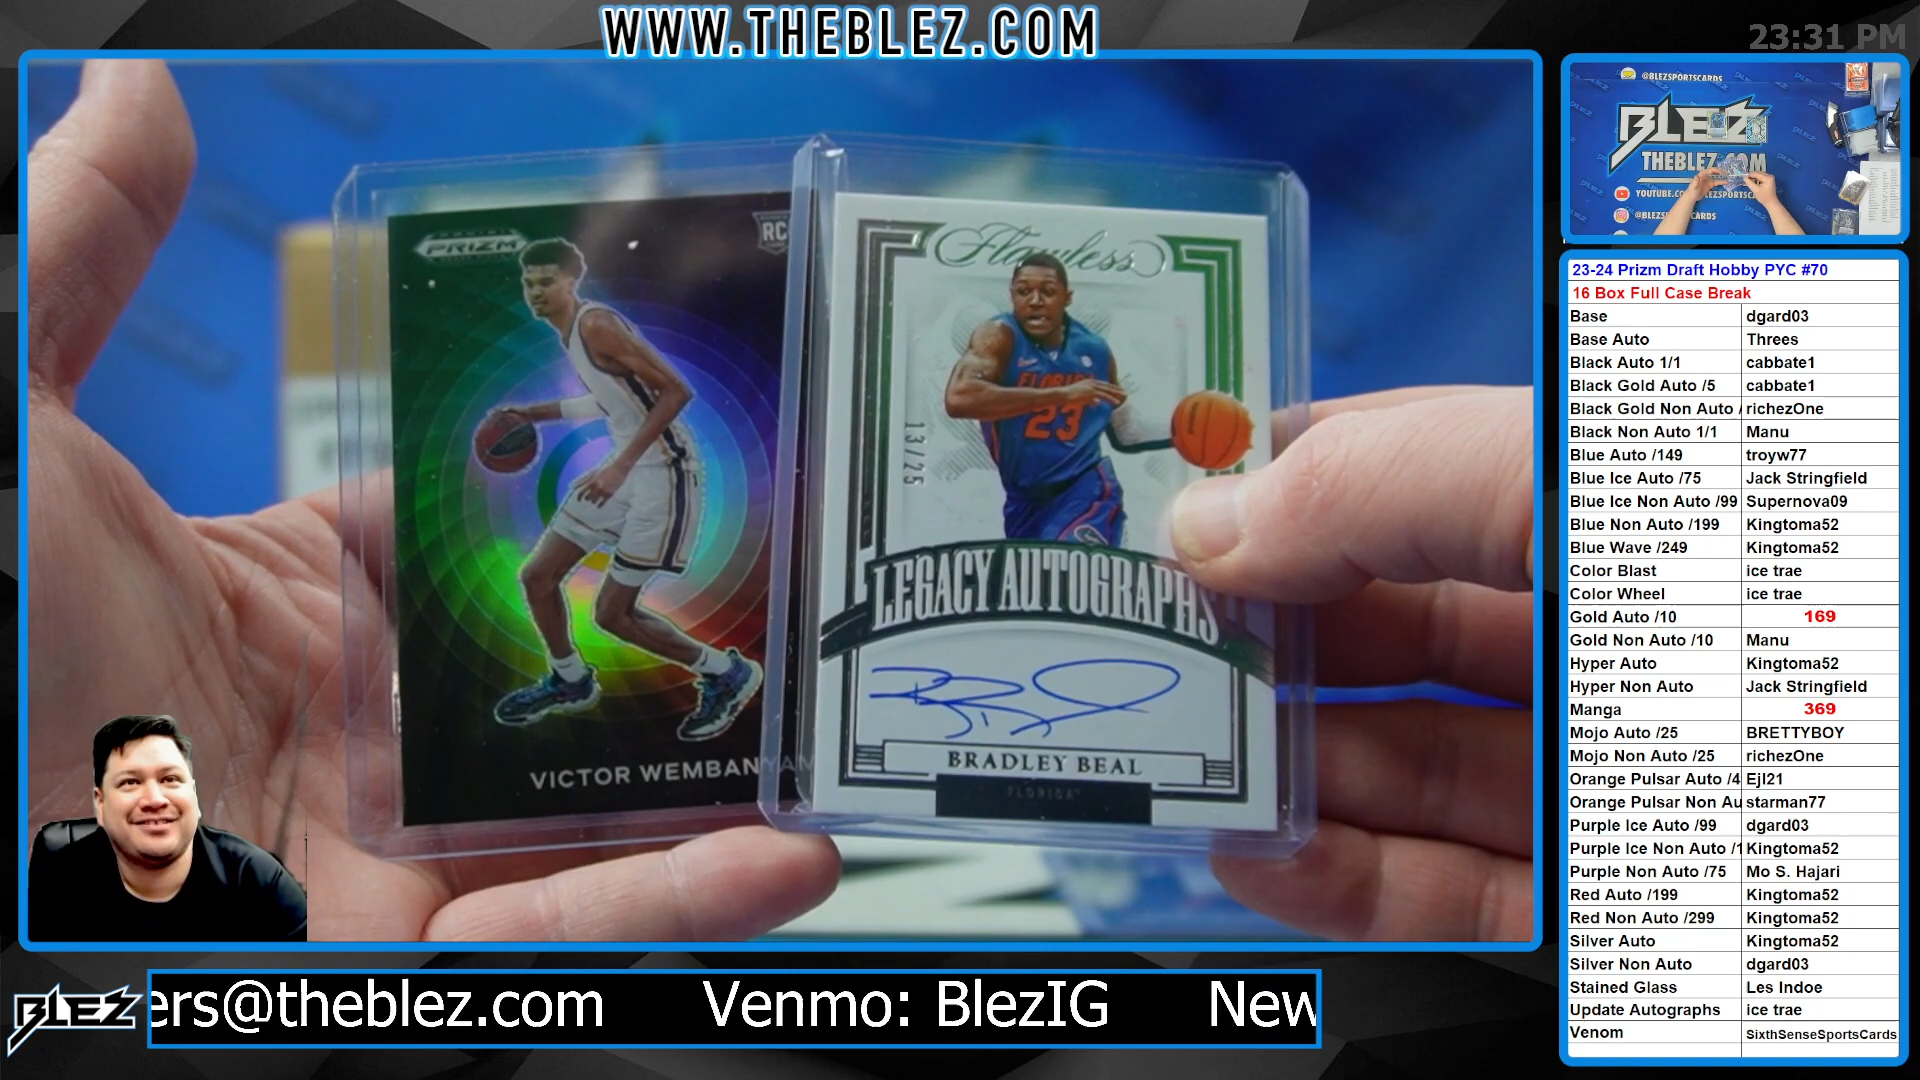 WWW.THEBLEZ.COM
23:31 PM
PRIZM
RC
VICTOR WEMBANYAM
Flawless
FLORIDA
23
13/25
LEGACY AUTOGRAPHS
BRADLEY BEAL
FLORIDA
@BLEZSPORTSCARDS
BLEZ
THEBLEZ.COM
23-24 Prizm Draft Hobby PYC #70
16 Box Full Case Break
Base dgard03
Base Auto Threes
Black Auto 1/1 cabbate1
Black Gold Auto /5 cabbate1
Black Gold Non Auto / richezOne
Black Non Auto 1/1 Manu
Blue Auto /149 troyw77
Blue Ice Auto /75 Jack Stringfield
Blue Ice Non Auto /99 Supernova09
Blue Non Auto /199 Kingtoma52
Blue Wave /249 Kingtoma52
Color Blast ice trae
Color Wheel ice trae
Gold Auto /10 169
Gold Non Auto /10 Manu
Hyper Auto Kingtoma52
Hyper Non Auto Jack Stringfield
Manga 369
Mojo Auto /25 BRETTYBOY
Mojo Non Auto /25 richezOne
Orange Pulsar Auto /4 Ejl21
Orange Pulsar Non Au starman77
Purple Ice Auto /99 dgard03
Purple Ice Non Auto /1 Kingtoma52
Purple Non Auto /75 Mo S. Hajari
Red Auto /199 Kingtoma52
Red Non Auto /299 Kingtoma52
Silver Auto Kingtoma52
Silver Non Auto dgard03
Stained Glass Les Indoe
Update Autographs ice trae
Venom SixthSenseSportsCards
BLEZ
ers@theblez.com Venmo: BlezIG New